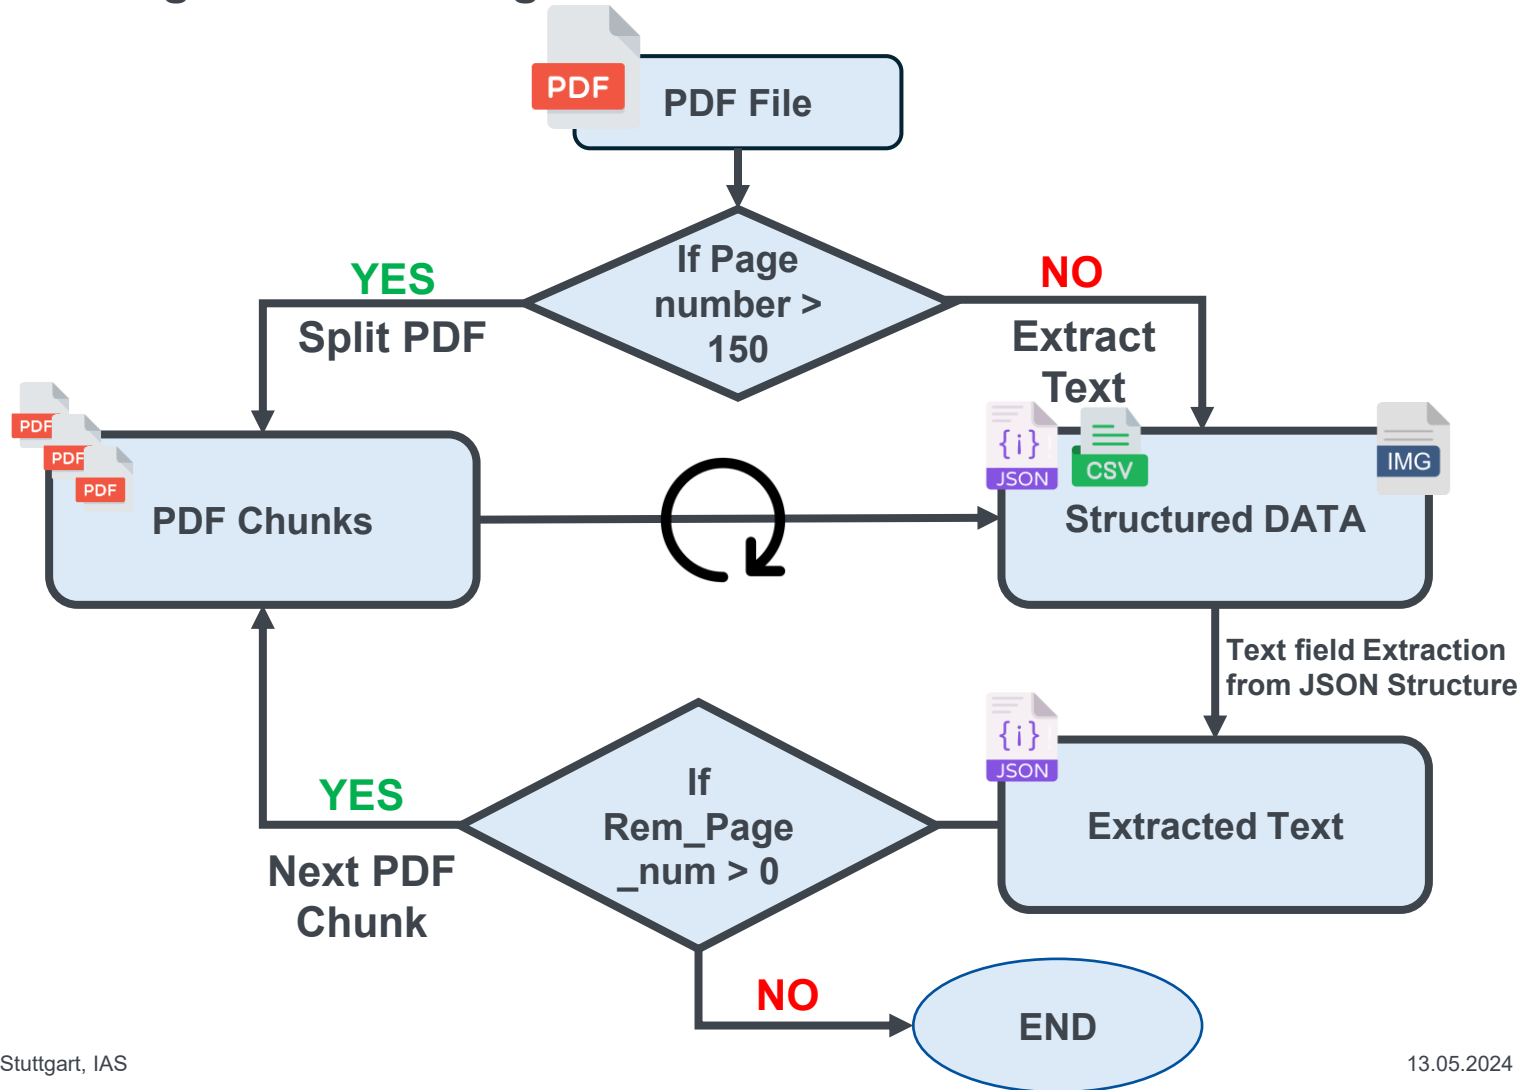 PDF
PDF File
If Page
number >
150
YES
Split PDF
NO
Extract
Text
PDF
PDF
PDF
PDF Chunks
{i}
JSON
CSV
IMG
Structured DATA
Text field Extraction
from JSON Structure
{i}
JSON
Extracted Text
If
Rem_Page
_num > 0
YES
Next PDF
Chunk
NO
END
Stuttgart, IAS
13.05.2024